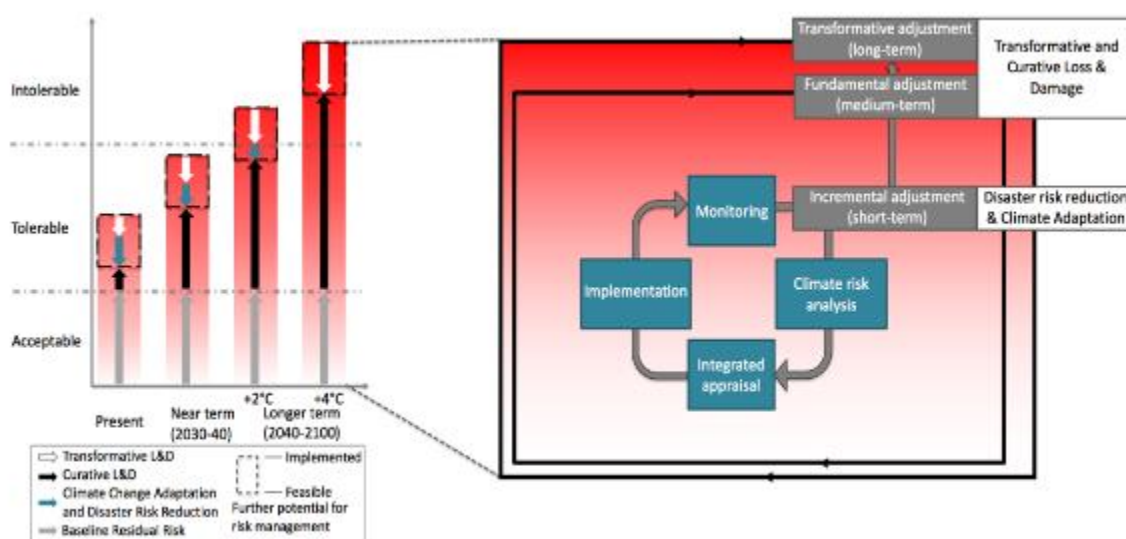 Intolerable
Tolerable
Acceptable
+2°C
+4°C
Present
Near term
(2030-40)
Longer term
(2040-2100)
Transformative L&D
Curative L&D
Climate Change Adaptation
and Disaster Risk Reduction
Baseline Residual Risk
Implemented
Feasible
Further potential for
risk management
Transformative adjustment
(long-term)
Fundamental adjustment
(medium-term)
Transformative and
Curative Loss &
Damage
Incremental adjustment
(short-term)
Disaster risk reduction
& Climate Adaptation
Monitoring
Implementation
Climate risk
analysis
Integrated
appraisal